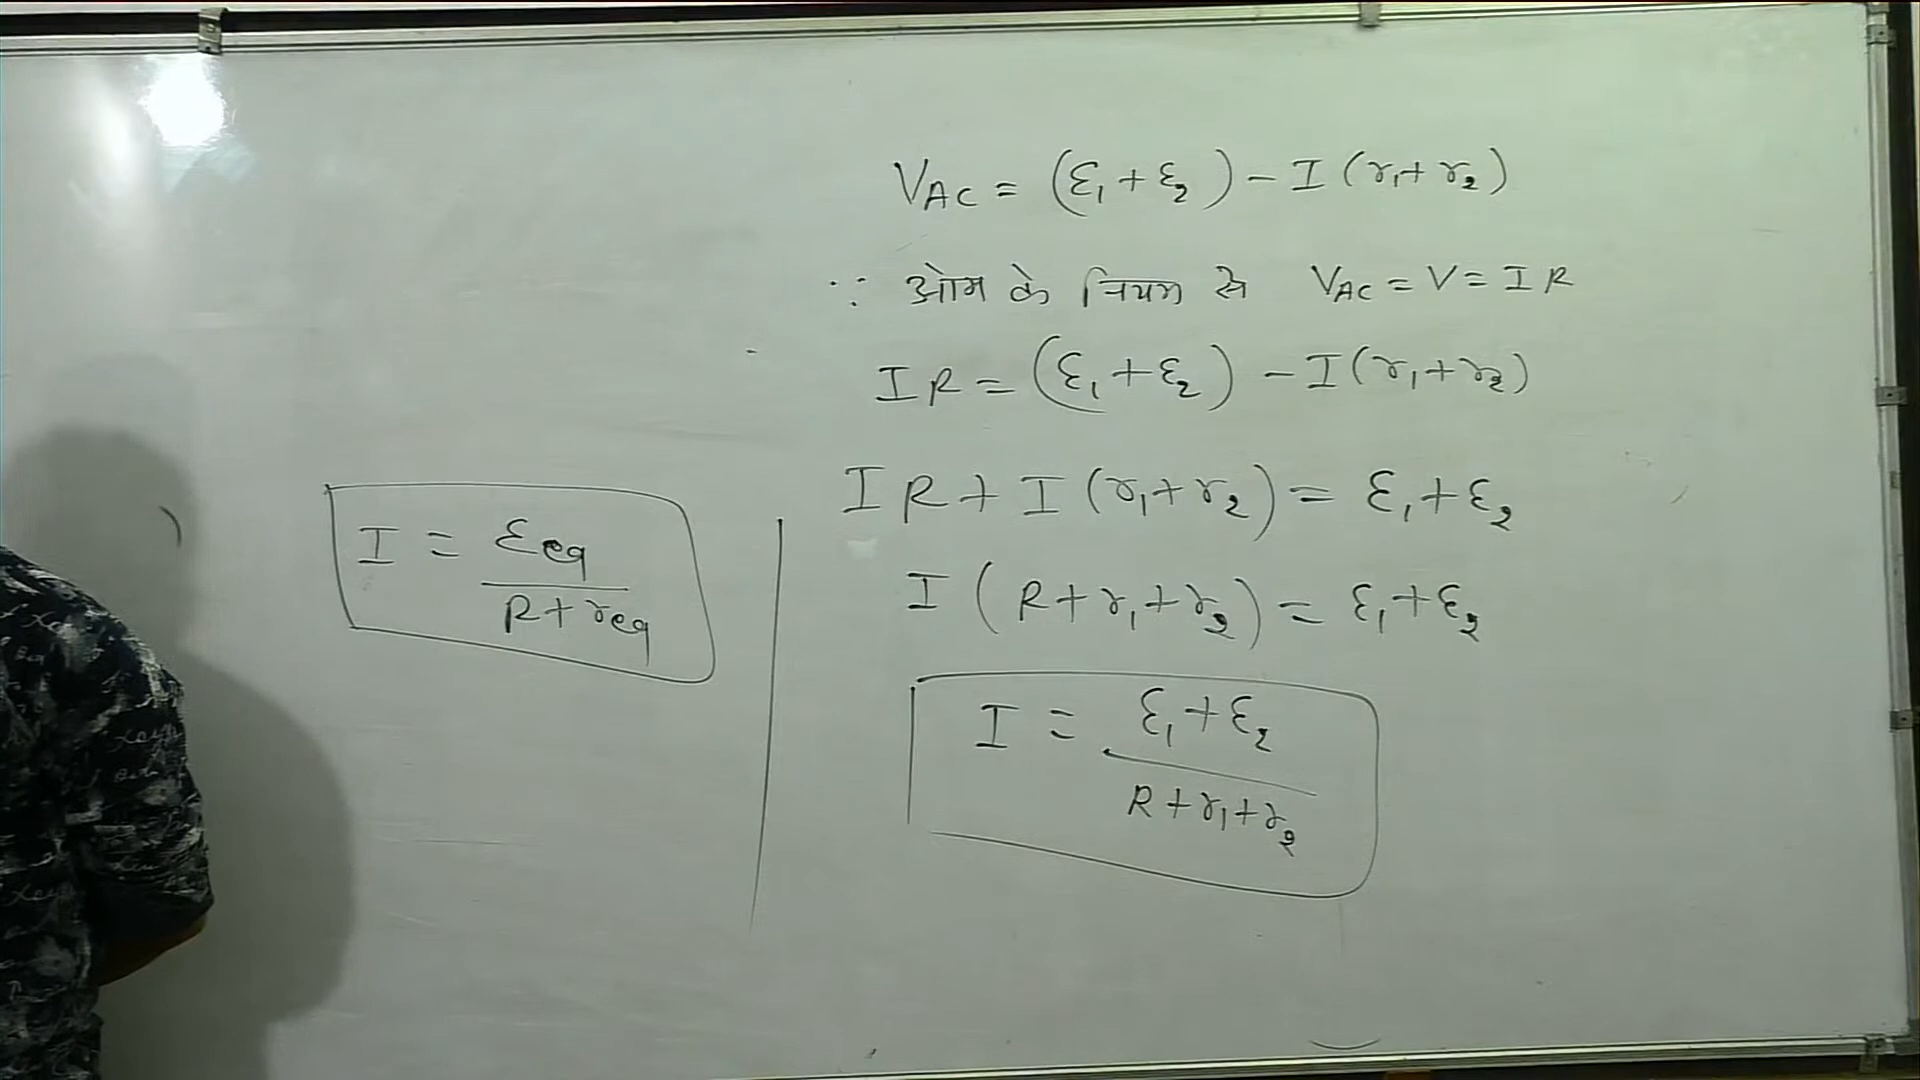 V_AC = (ε₁ + ε₂) - I (r₁ + r₂)
∵ ओम के नियम से V_AC = V = I R
I R = (ε₁ + ε₂) - I (r₁ + r₂)
I R + I (r₁ + r₂) = ε₁ + ε₂
I (R + r₁ + r₂) = ε₁ + ε₂
I = ε₁ + ε₂
R + r₁ + r₂
I = ε_eq
R + r_eq